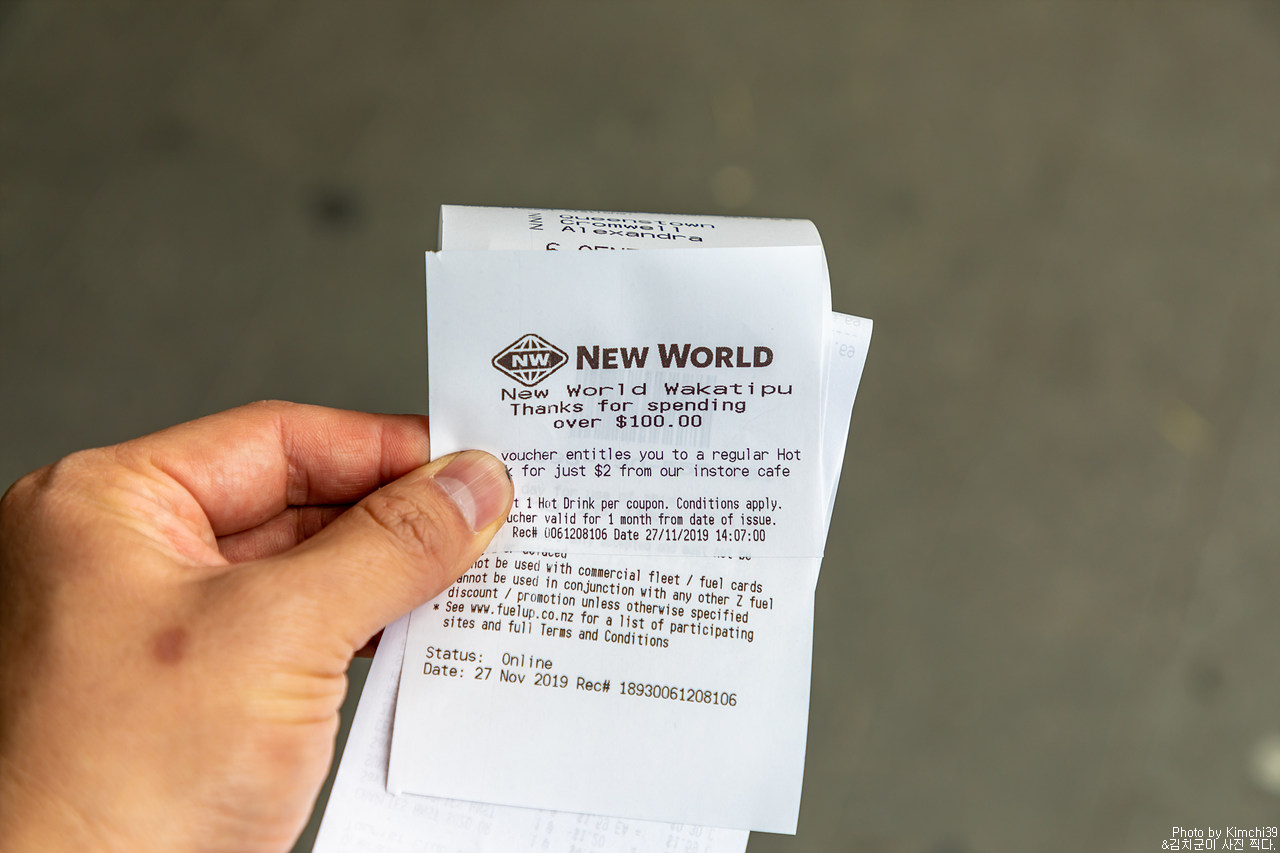 Queenstown
Cromwell
Alexandra
NW
NEW WORLD
New World Wakatipu
Thanks for spending
over $100.00
voucher entitles you to a regular Hot
for just $2 from our instore cafe
1 Hot Drink per coupon. Conditions apply.
valid for 1 month from date of issue.
Rec# 0061208106 Date 27/11/2019 14:07:00
be used with commercial fleet / fuel cards
be used in conjunction with any other Z fuel
discount / promotion unless otherwise specified
* See www.fuelup.co.nz for a list of participating
sites and full Terms and Conditions
Status: Online
Date: 27 Nov 2019 Rec# 18930061208106
Photo by Kimchi39
&김치군이 사진 찍다.